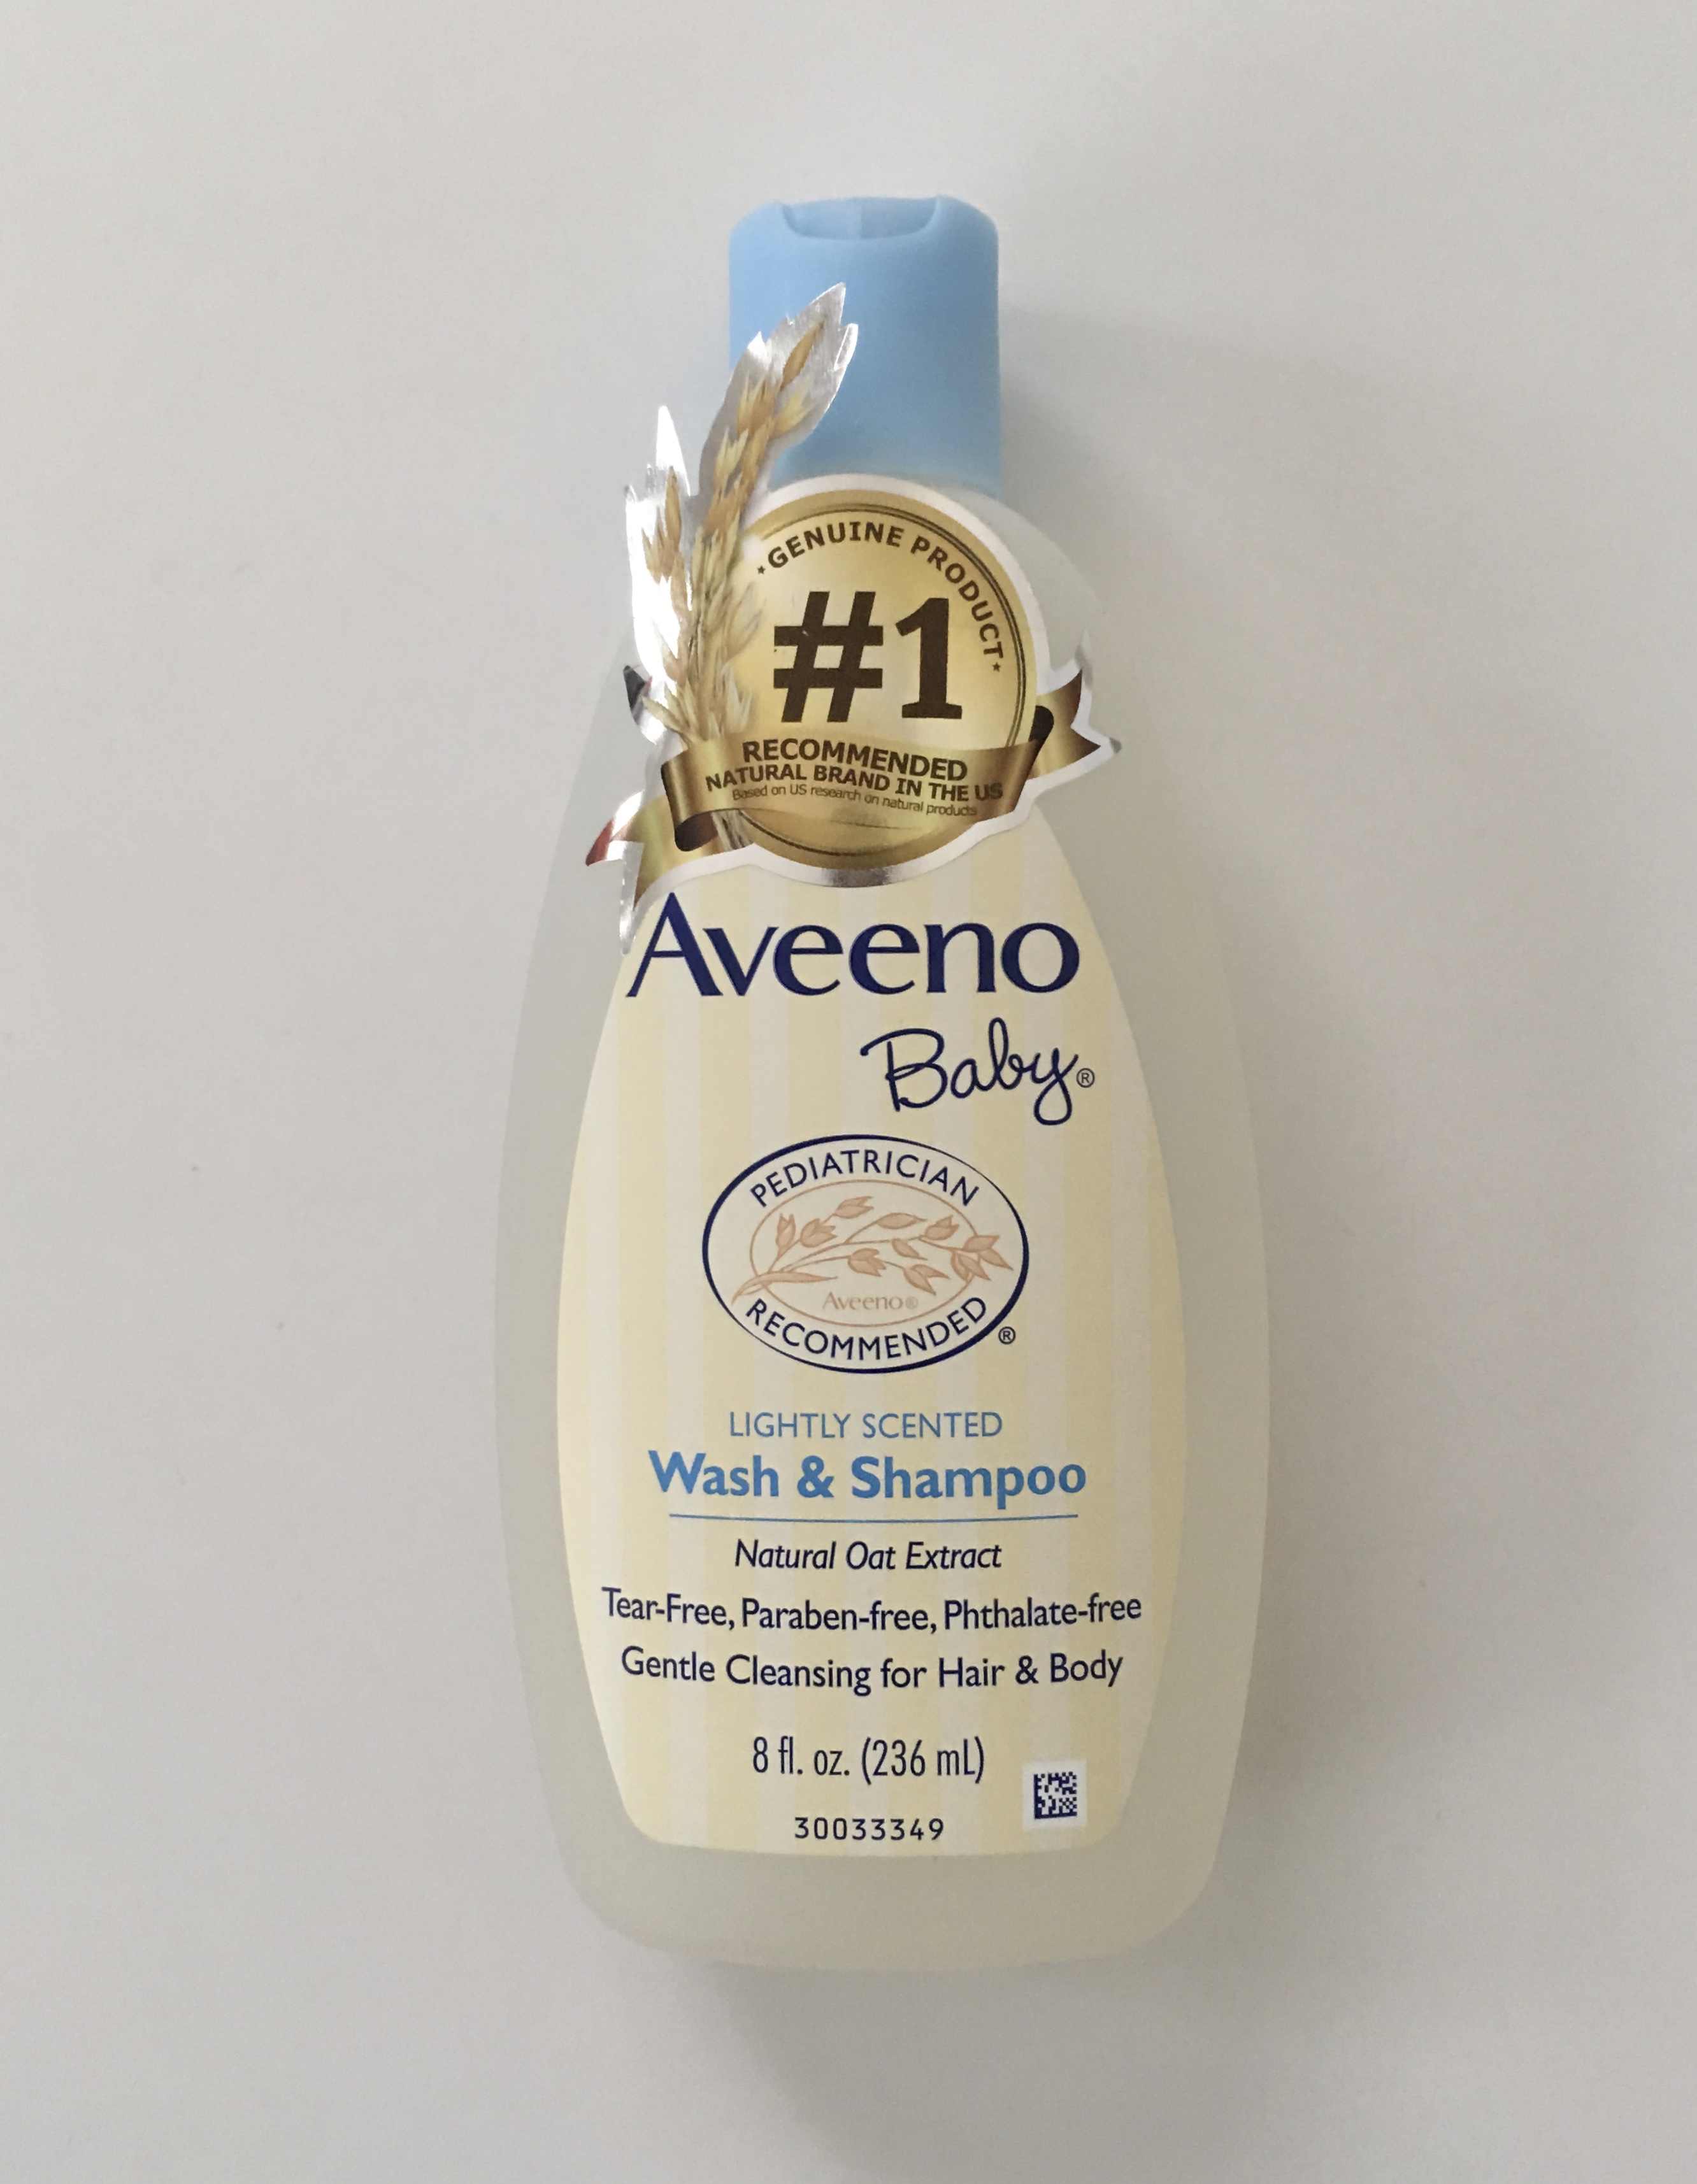 GENUINE PRODUCT
#1
RECOMMENDED
NATURAL BRAND IN THE US
Based on US research on natural products
Aveeno
Baby®
PEDIATRICIAN
Aveeno®
RECOMMENDED®
LIGHTLY SCENTED
Wash & Shampoo
Natural Oat Extract
Tear-Free, Paraben-free, Phthalate-free
Gentle Cleansing for Hair & Body
8 fl. oz. (236 mL)
30033349